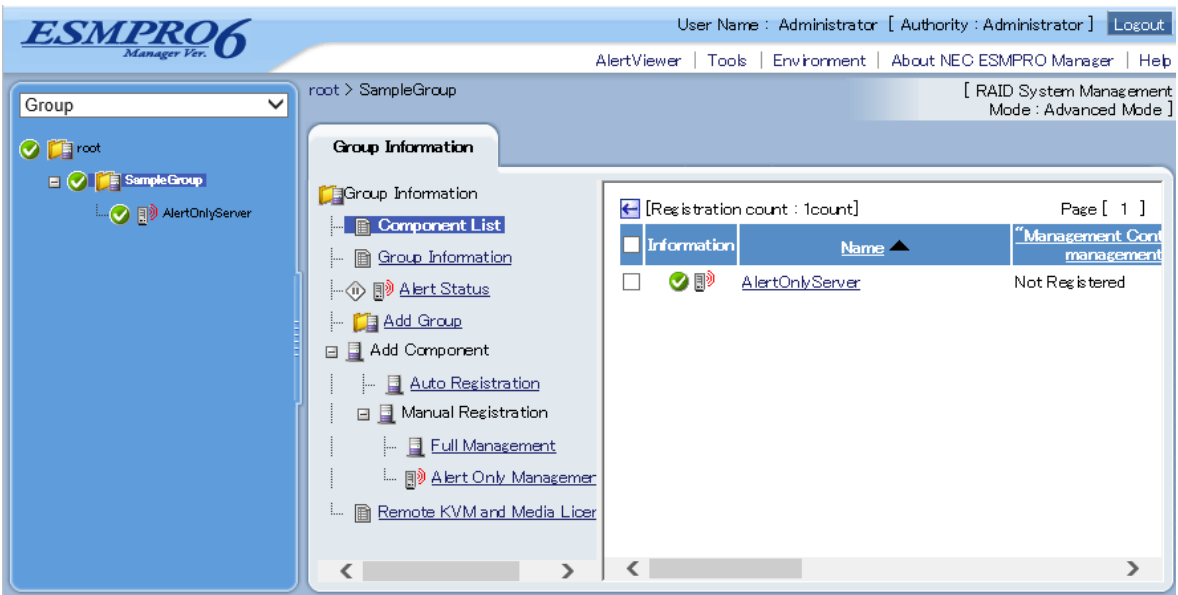 ESMPRO6
Manager Ver.
User Name : Administrator [ Authority : Administrator ] Logout
AlertViewer | Tools | Environment | About NEC ESMPRO Manager | Help
Group
root > SampleGroup
[ RAID System Management
Mode : Advanced Mode ]
root
SampleGroup
AlertOnlyServer
Group Information
Group Information
Component List
Group Information
Alert Status
Add Group
Add Component
Auto Registration
Manual Registration
Full Management
Alert Only Managemen
Remote KVM and Media Licen
[Registration count : 1count] Page [ 1 ]
Information Name ▲ "Management Cont
management
AlertOnlyServer Not Registered